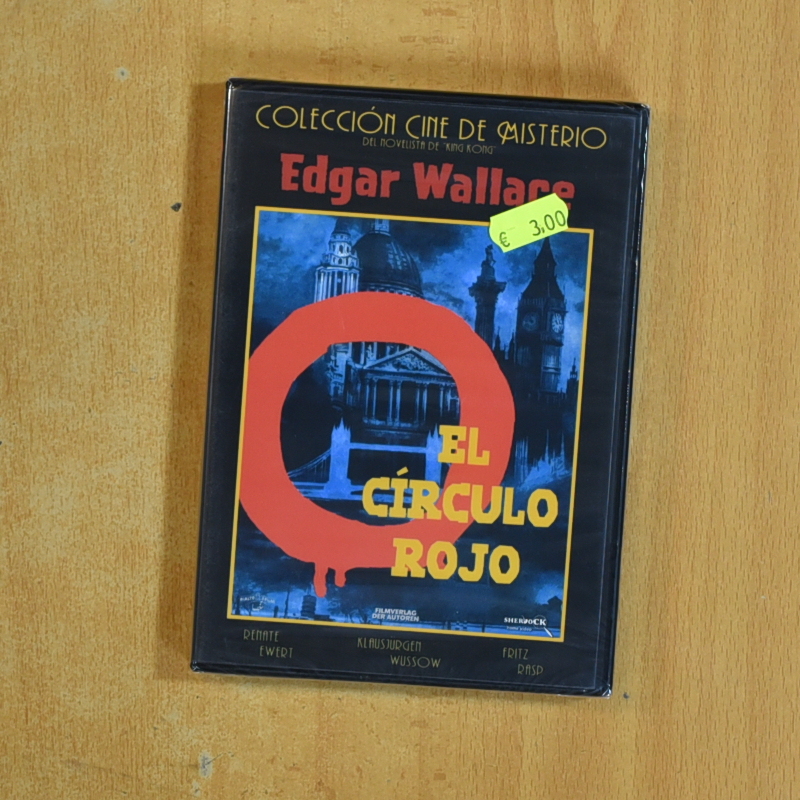 COLECCIÓN CINE DE MISTERIO
DEL NOVELISTA DE "KING KONG"
Edgar Wallace
€ 3,00
EL
CÍRCULO
ROJO
FILMVERLAG
DER AUTOREN
SHERLOCK
RENATE
EWERT
KLAUSJURGEN
WUSSOW
FRITZ
RASP